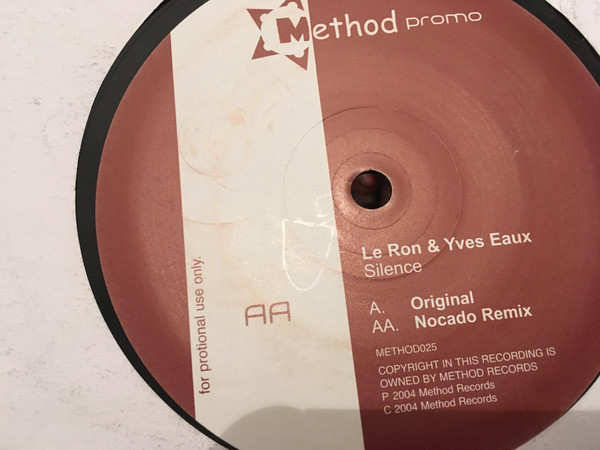 Method promo
Le Ron & Yves Eaux
Silence
A. Original
AA. Nocado Remix
METHOD025
COPYRIGHT IN THIS RECORDING IS
OWNED BY METHOD RECORDS
P 2004 Method Records
C 2004 Method Records
AA
for protional use only.